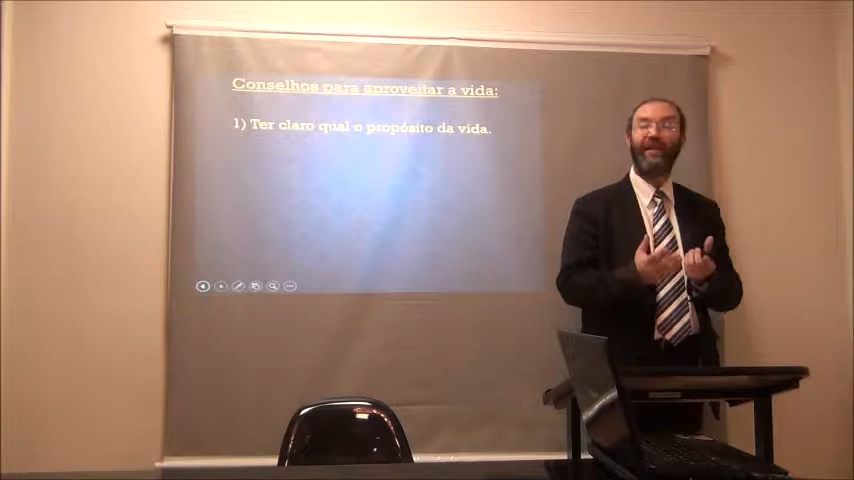 Conselhos para aproveitar a vida:
1) Ter claro qual o propósito da vida.